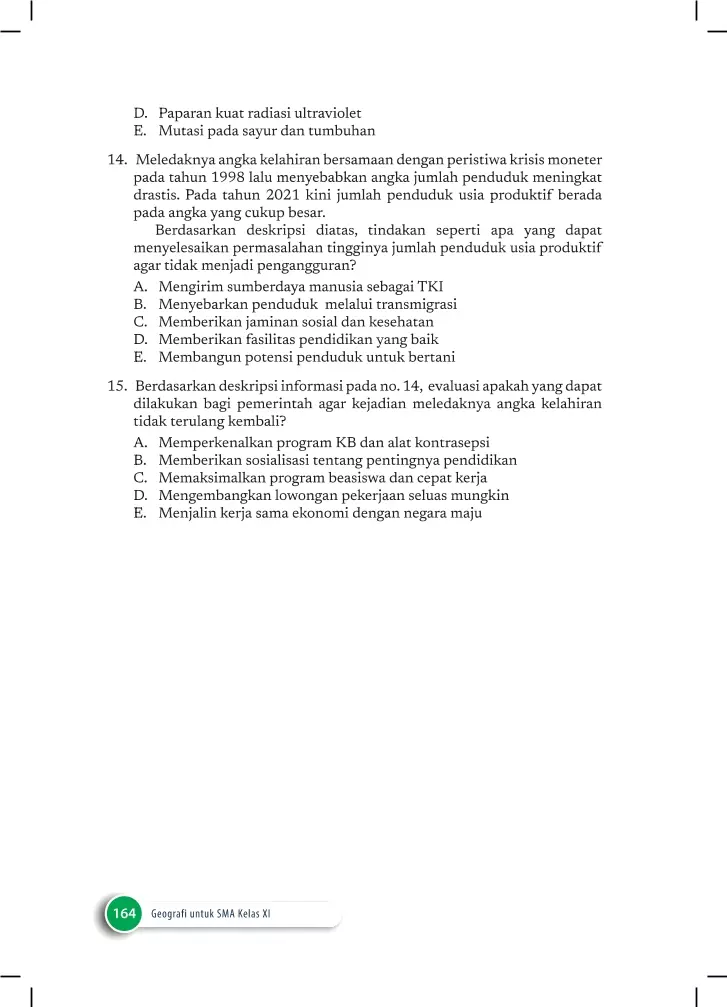 D. Paparan kuat radiasi ultraviolet
E. Mutasi pada sayur dan tumbuhan
14. Meledaknya angka kelahiran bersamaan dengan peristiwa krisis moneter
pada tahun 1998 lalu menyebabkan angka jumlah penduduk meningkat
drastis. Pada tahun 2021 kini jumlah penduduk usia produktif berada
pada angka yang cukup besar.
Berdasarkan deskripsi diatas, tindakan seperti apa yang dapat
menyelesaikan permasalahan tingginya jumlah penduduk usia produktif
agar tidak menjadi pengangguran?
A. Mengirim sumberdaya manusia sebagai TKI
B. Menyebarkan penduduk melalui transmigrasi
C. Memberikan jaminan sosial dan kesehatan
D. Memberikan fasilitas pendidikan yang baik
E. Membangun potensi penduduk untuk bertani
15. Berdasarkan deskripsi informasi pada no. 14, evaluasi apakah yang dapat
dilakukan bagi pemerintah agar kejadian meledaknya angka kelahiran
tidak terulang kembali?
A. Memperkenalkan program KB dan alat kontrasepsi
B. Memberikan sosialisasi tentang pentingnya pendidikan
C. Memaksimalkan program beasiswa dan cepat kerja
D. Mengembangkan lowongan pekerjaan seluas mungkin
E. Menjalin kerja sama ekonomi dengan negara maju
164 Geografi untuk SMA Kelas XI